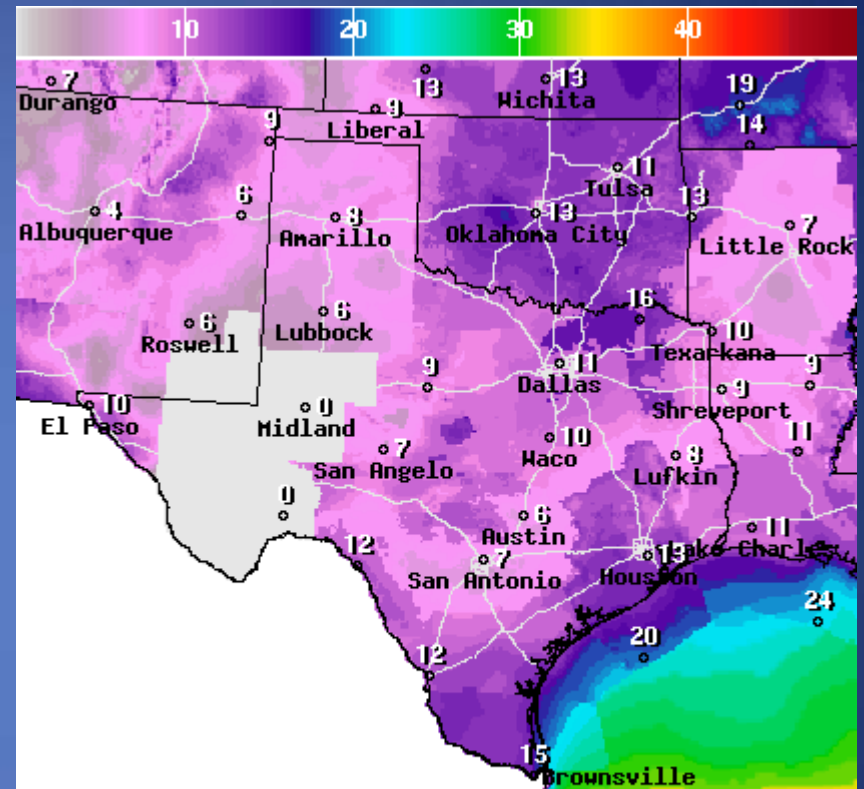 10 20 30 40
7 13 13 19
Durango Wichita
9 Liberal
9 14
11
Tulsa
4 6 8 13 13 7
Albuquerque Amarillo Oklahoma City Little Rock
6 6 16
Roswell Lubbock 10
Texarkana
9 11 9 9
Dallas
10 0 Shreveport
El Paso Midland
7 10 8 11
San Angelo Waco Lufkin
0 6 11
Austin
12 7 13 Lake Charles
San Antonio Houston
24
20
12
15
Brownsville